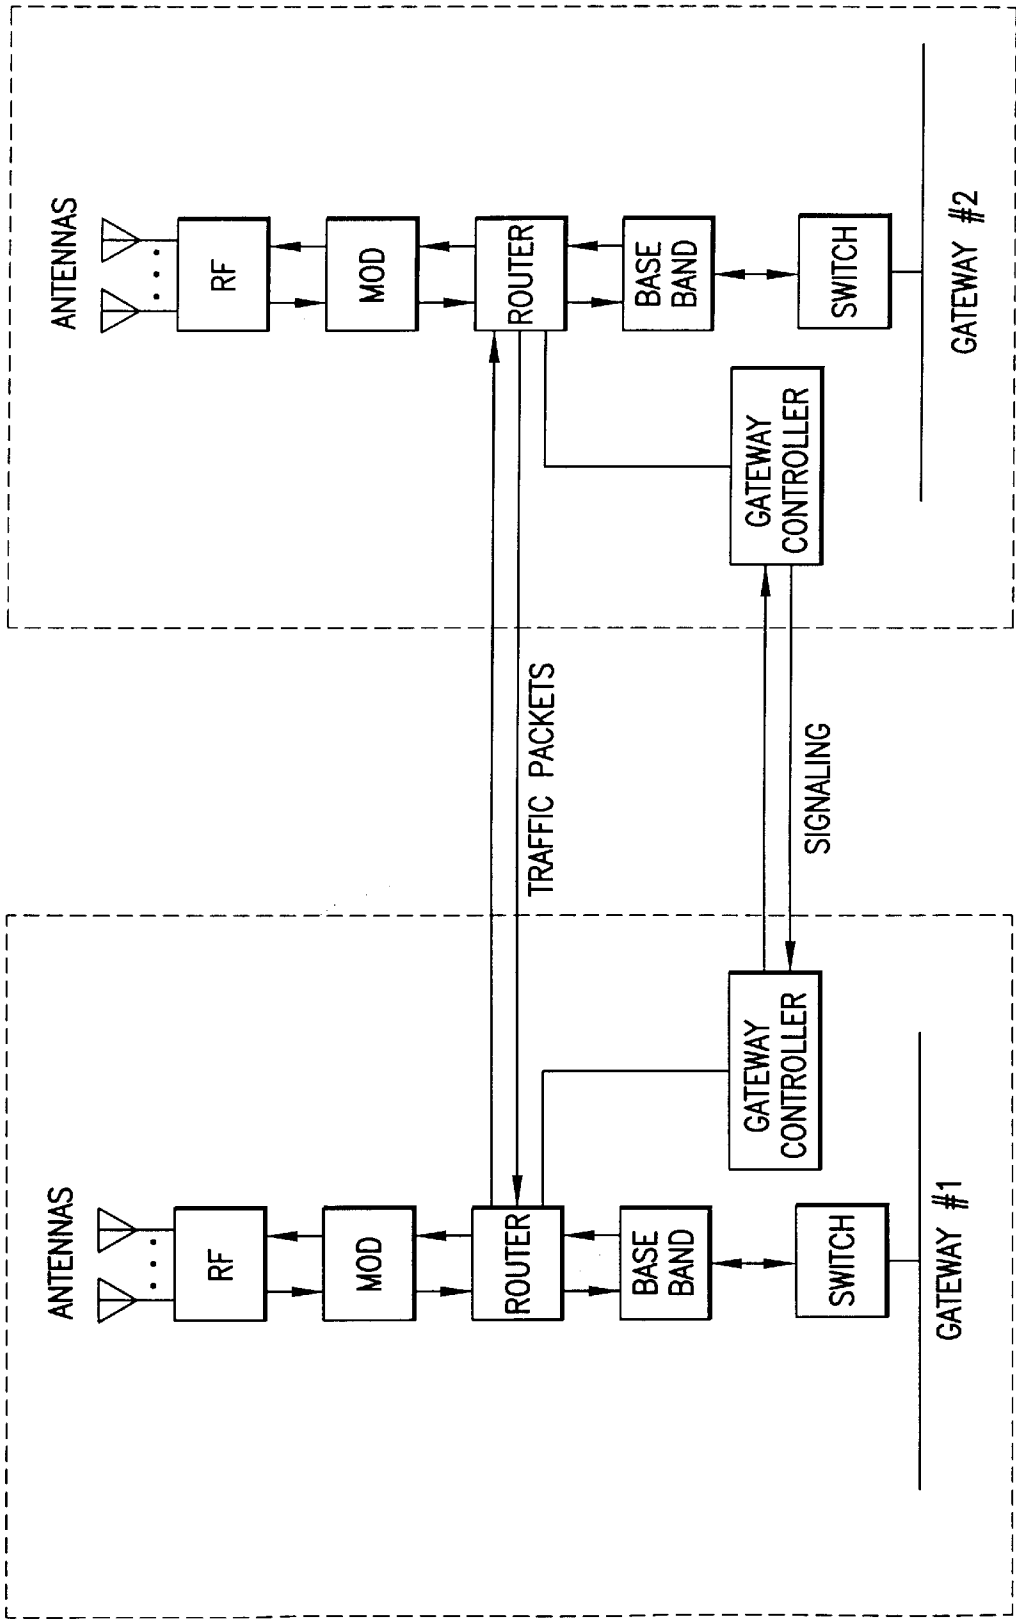 ANTENNAS
RF
MOD
ROUTER
BASE
BAND
SWITCH
GATEWAY
CONTROLLER
GATEWAY #1
TRAFFIC PACKETS
SIGNALING
ANTENNAS
RF
MOD
ROUTER
BASE
BAND
SWITCH
GATEWAY
CONTROLLER
GATEWAY #2